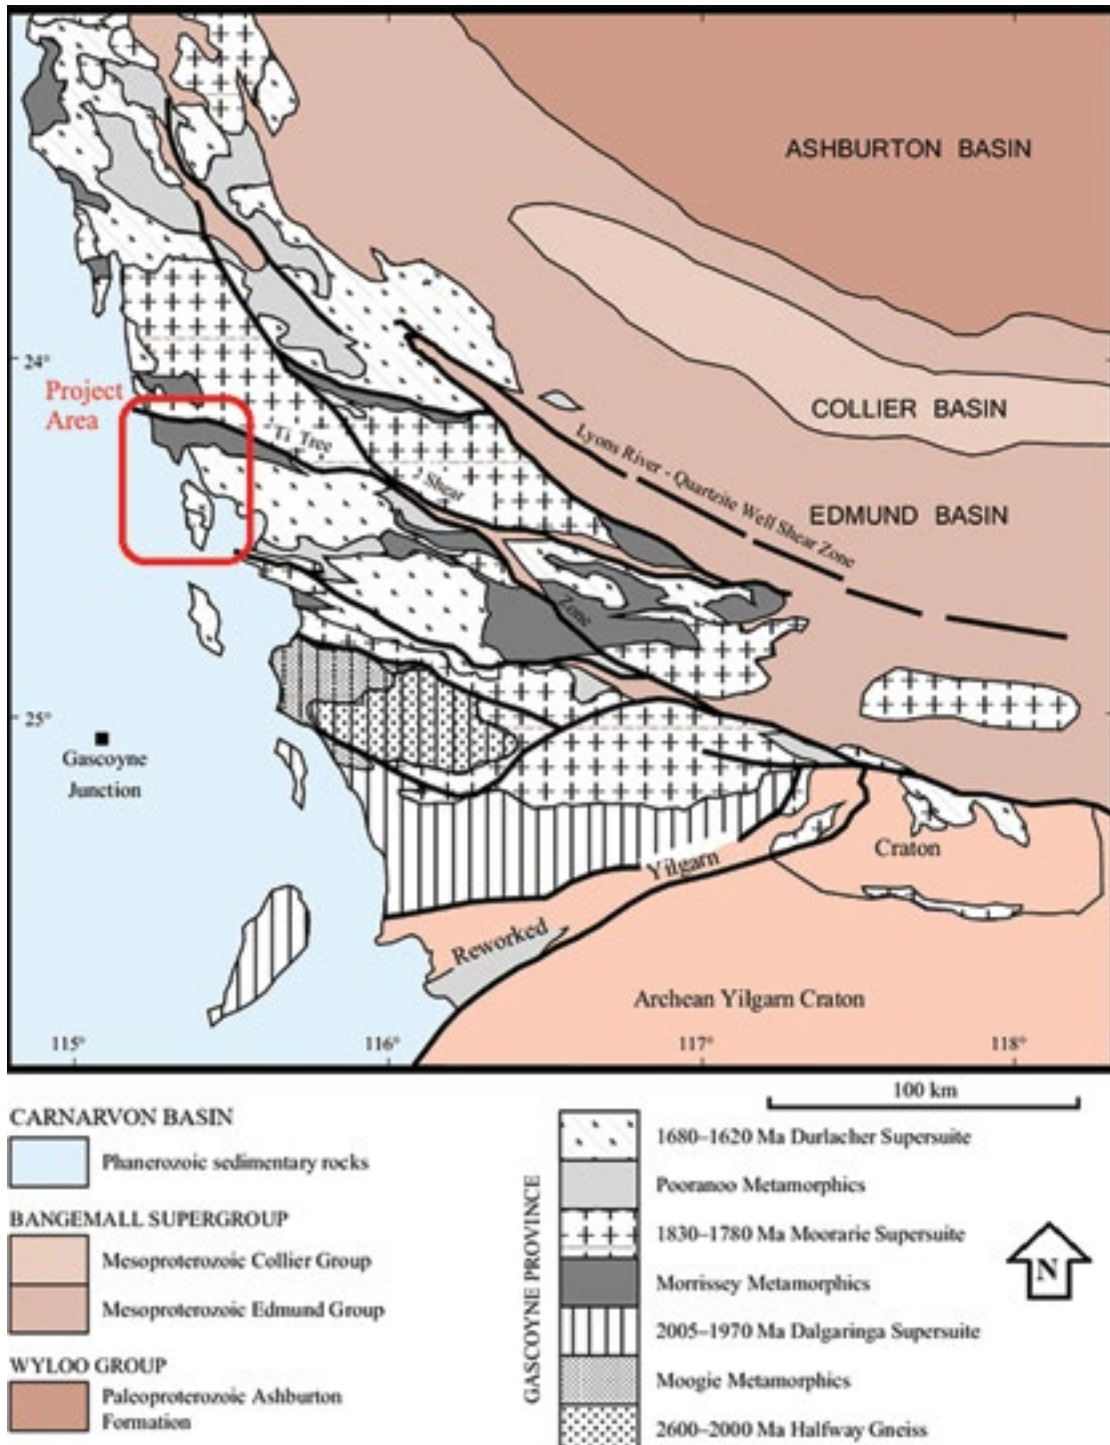 ASHBURTON BASIN
24°
Project
Area
COLLIER BASIN
Ti Tree
Shear
Zone
Lyons River - Quartzite Well Shear Zone
EDMUND BASIN
25°
Gascoyne
Junction
Craton
Yilgarn
Reworked
Archean Yilgarn Craton
115°
116°
117°
118°
100 km
CARNARVON BASIN
Phanerozoic sedimentary rocks
BANGEMALL SUPERGROUP
Mesoproterozoic Collier Group
Mesoproterozoic Edmund Group
WYLOO GROUP
Paleoproterozoic Ashburton
Formation
GASCOYNE PROVINCE
1680–1620 Ma Durlacher Supersuite
Pooranoo Metamorphics
1830–1780 Ma Moorarie Supersuite
Morrissey Metamorphics
2005–1970 Ma Dalgaringa Supersuite
Moogie Metamorphics
2600–2000 Ma Halfway Gneiss
N